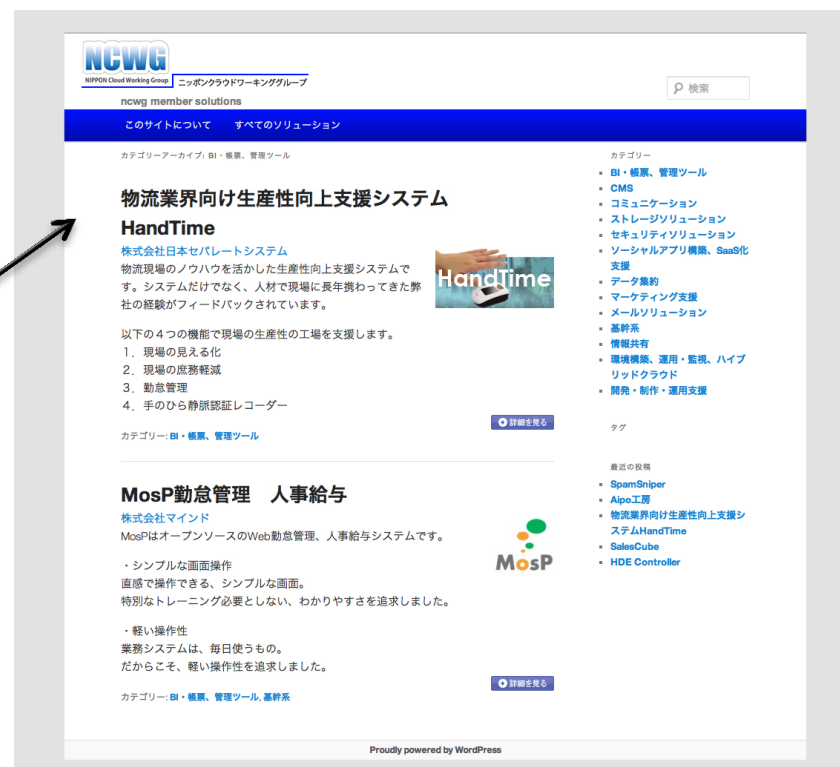 NCWG
NIPPON Cloud Working Group
ニッポンクラウドワーキンググループ
ncwg member solutions
検索
このサイトについて すべてのソリューション
カテゴリーアーカイブ: BI・帳票、管理ツール
物流業界向け生産性向上支援システム
HandTime
株式会社日本セパレートシステム
物流現場のノウハウを活かした生産性向上支援システムで
す。システムだけでなく、人材で現場に長年携わってきた弊
社の経験がフィードバックされています。
HandTime
以下の４つの機能で現場の生産性の工場を支援します。
１．現場の見える化
２．現場の庶務軽減
３．勤怠管理
４．手のひら静脈認証レコーダー
詳細を見る
カテゴリー: BI・帳票、管理ツール
MosP勤怠管理　人事給与
株式会社マインド
MosPはオープンソースのWeb勤怠管理、人事給与システムです。
MosP
・シンプルな画面操作
直感で操作できる、シンプルな画面。
特別なトレーニング必要としない、わかりやすさを追求しました。
・軽い操作性
業務システムは、毎日使うもの。
だからこそ、軽い操作性を追求しました。
詳細を見る
カテゴリー: BI・帳票、管理ツール, 基幹系
カテゴリー
BI・帳票、管理ツール
CMS
コミュニケーション
ストレージソリューション
セキュリティソリューション
ソーシャルアプリ構築、SaaS化
支援
データ集約
マーケティング支援
メールソリューション
基幹系
情報共有
環境構築、運用・監視、ハイブ
リッドクラウド
開発・制作・運用支援
タグ
最近の投稿
SpamSniper
Aipo工房
物流業界向け生産性向上支援シ
ステムHandTime
SalesCube
HDE Controller
Proudly powered by WordPress